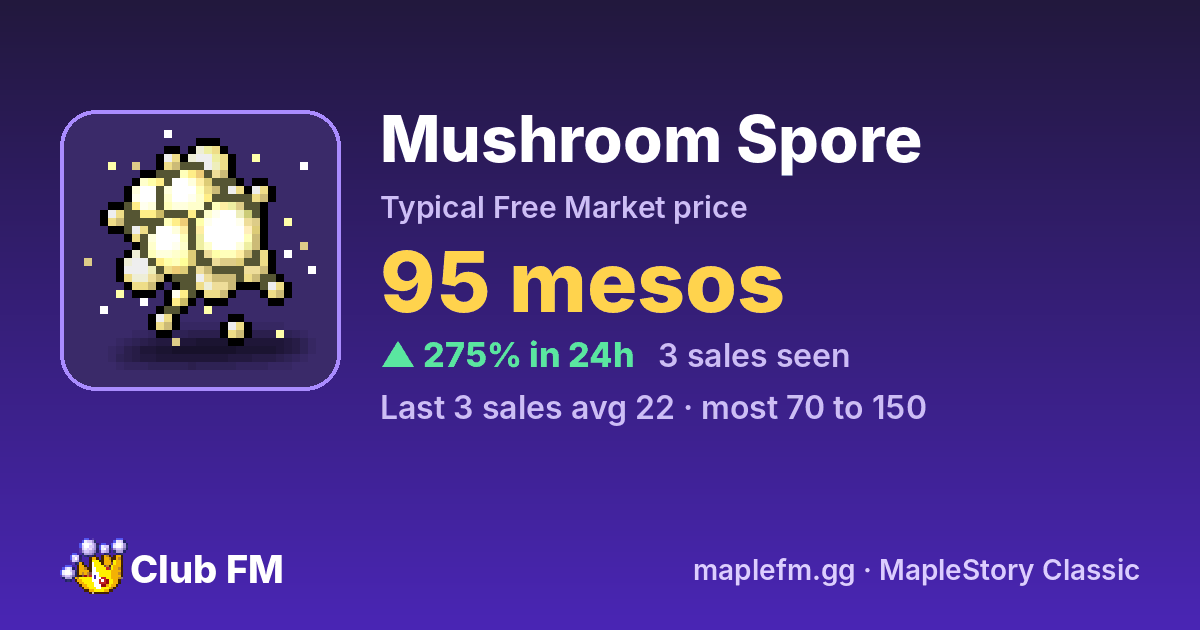 Mushroom Spore
Typical Free Market price
95 mesos
▲ 275% in 24h 3 sales seen
Last 3 sales avg 22 · most 70 to 150
Club FM
maplefm.gg · MapleStory Classic